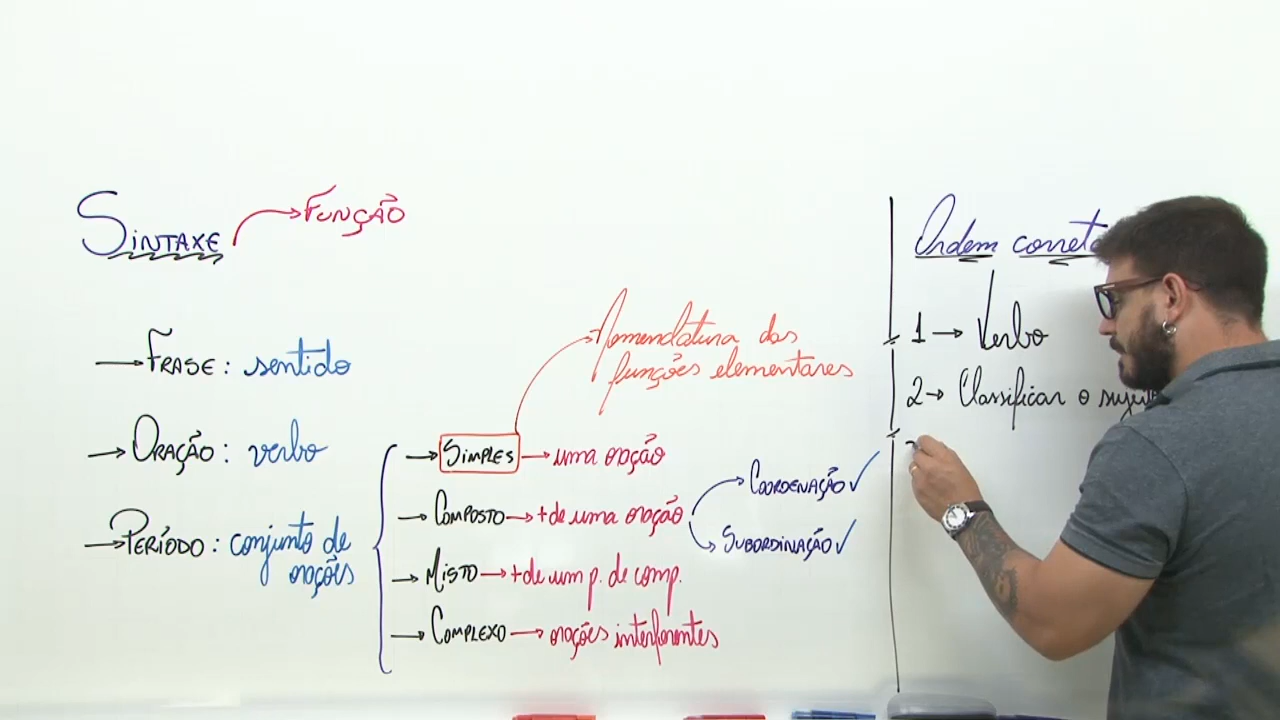 Sintaxe → Função
→ Frase: sentido
→ Oração: verbo
→ Período: conjunto de
orações
Nomenclatura das
funções elementares
→ Simples → uma oração
→ Composto → + de uma oração
Coordenação ✓
Subordinação ✓
→ Misto → + de um p. de comp.
→ Complexo → orações interferentes
Ordem correta
1 → Verbo
2 → Classificar o